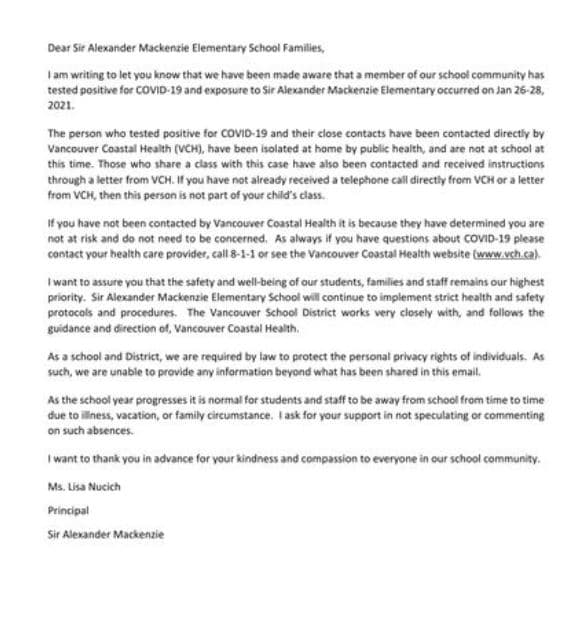 Dear Sir Alexander Mackenzie Elementary School Families,
I am writing to let you know that we have been made aware that a member of our school community has
tested positive for COVID-19 and exposure to Sir Alexander Mackenzie Elementary occurred on Jan 26-28,
2021.
The person who tested positive for COVID-19 and their close contacts have been contacted directly by
Vancouver Coastal Health (VCH), have been isolated at home by public health, and are not at school at
this time. Those who share a class with this case have also been contacted and received instructions
through a letter from VCH. If you have not already received a telephone call directly from VCH or a letter
from VCH, then this person is not part of your child's class.
If you have not been contacted by Vancouver Coastal Health it is because they have determined you are
not at risk and do not need to be concerned. As always if you have questions about COVID-19 please
contact your health care provider, call 8-1-1 or see the Vancouver Coastal Health website (www.vch.ca).
I want to assure you that the safety and well-being of our students, families and staff remains our highest
priority. Sir Alexander Mackenzie Elementary School will continue to implement strict health and safety
protocols and procedures. The Vancouver School District works very closely with, and follows the
guidance and direction of, Vancouver Coastal Health.
As a school and District, we are required by law to protect the personal privacy rights of individuals. As
such, we are unable to provide any information beyond what has been shared in this email.
As the school year progresses it is normal for students and staff to be away from school from time to time
due to illness, vacation, or family circumstance. I ask for your support in not speculating or commenting
on such absences.
I want to thank you in advance for your kindness and compassion to everyone in our school community.
Ms. Lisa Nucich
Principal
Sir Alexander Mackenzie